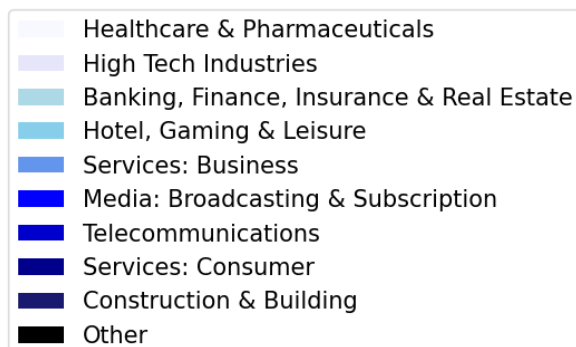 Healthcare & Pharmaceuticals
High Tech Industries
Banking, Finance, Insurance & Real Estate
Hotel, Gaming & Leisure
Services: Business
Media: Broadcasting & Subscription
Telecommunications
Services: Consumer
Construction & Building
Other